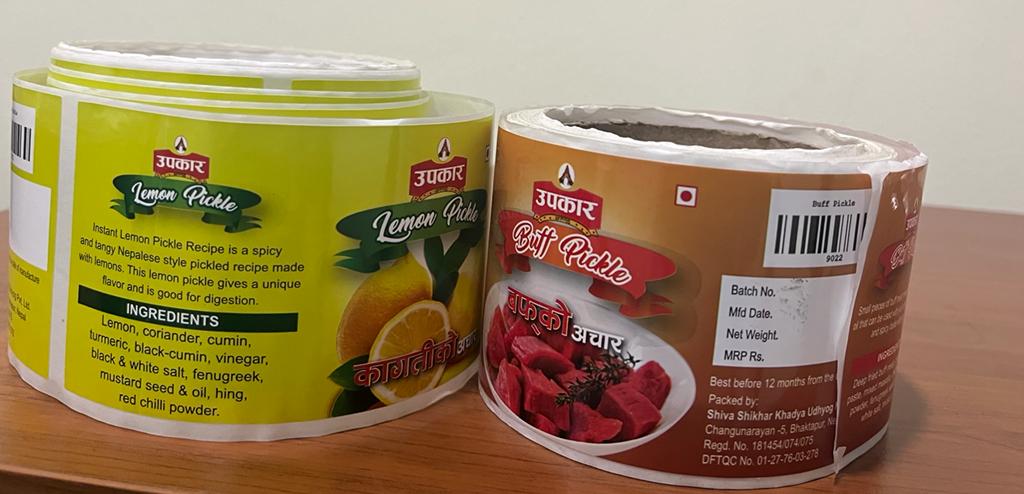 उपकार
Lemon Pickle
Instant Lemon Pickle Recipe is a spicy
and tangy Nepalese style pickled recipe made
with lemons. This lemon pickle gives a unique
flavor and is good for digestion.
INGREDIENTS
Lemon, coriander, cumin,
turmeric, black-cumin, vinegar,
black & white salt, fenugreek,
mustard seed & oil, hing,
red chilli powder.
उपकार
Lemon Pickle
कागतीको अचार
उपकार
Buff Pickle
बफ्को अचार
Buff Pickle
9022
Batch No.
Mfd Date.
Net Weight.
MRP Rs.
Best before 12 months from the
Packed by:
Shiva Shikhar Khadya Udhyog
Changunarayan -5, Bhaktapur,
Regd. No. 181454/074/075
DFTQC No. 01-27-76-03-278